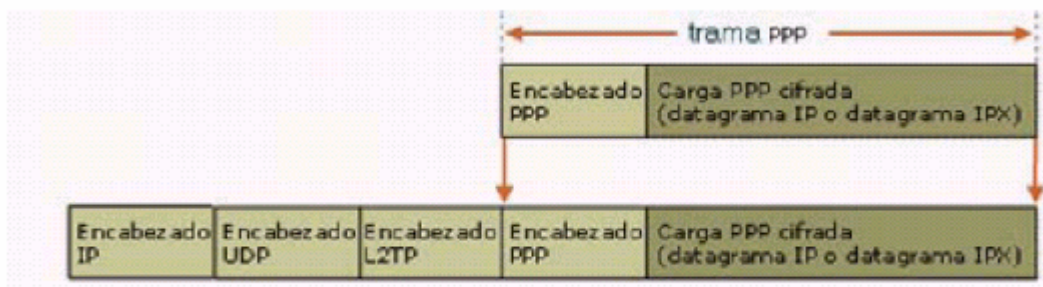 trama PPP
Encabezado
PPP
Carga PPP cifrada
(datagrama IP o datagrama IPX)
Encabezado
IP
Encabezado
UDP
Encabezado
L2TP
Encabezado
PPP
Carga PPP cifrada
(datagrama IP o datagrama IPX)